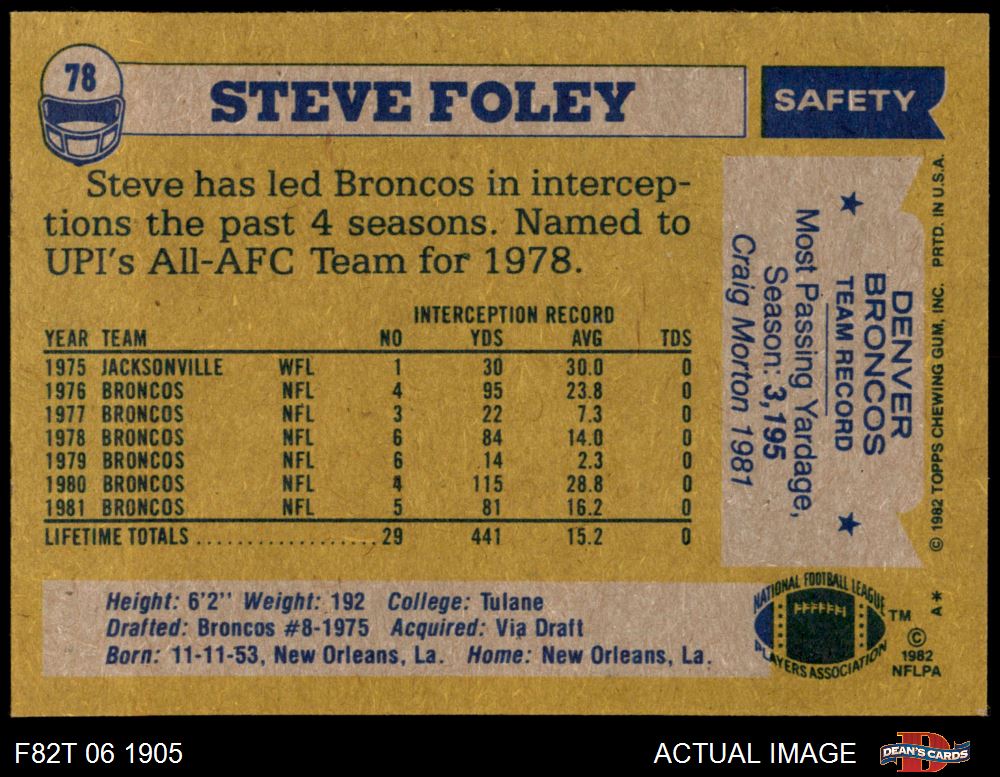 78
STEVE FOLEY
SAFETY
Steve has led Broncos in intercep-
tions the past 4 seasons. Named to
UPI's All-AFC Team for 1978.
INTERCEPTION RECORD
YEAR TEAM NO YDS AVG TDS
1975 JACKSONVILLE WFL 1 30 30.0 0
1976 BRONCOS NFL 4 95 23.8 0
1977 BRONCOS NFL 3 22 7.3 0
1978 BRONCOS NFL 6 84 14.0 0
1979 BRONCOS NFL 6 14 2.3 0
1980 BRONCOS NFL 4 115 28.8 0
1981 BRONCOS NFL 5 81 16.2 0
LIFETIME TOTALS ................... 29 441 15.2 0
DENVER
BRONCOS
TEAM RECORD
Most Passing Yardage,
Season: 3,195
Craig Morton 1981
© 1982 TOPPS CHEWING GUM, INC. PRTD. IN U.S.A.
Height: 6'2" Weight: 192 College: Tulane
Drafted: Broncos #8-1975 Acquired: Via Draft
Born: 11-11-53, New Orleans, La. Home: New Orleans, La.
NATIONAL FOOTBALL LEAGUE
PLAYERS ASSOCIATION
TM
A*
©
1982
NFLPA
F82T 06 1905
ACTUAL IMAGE
DEAN'S CARDS